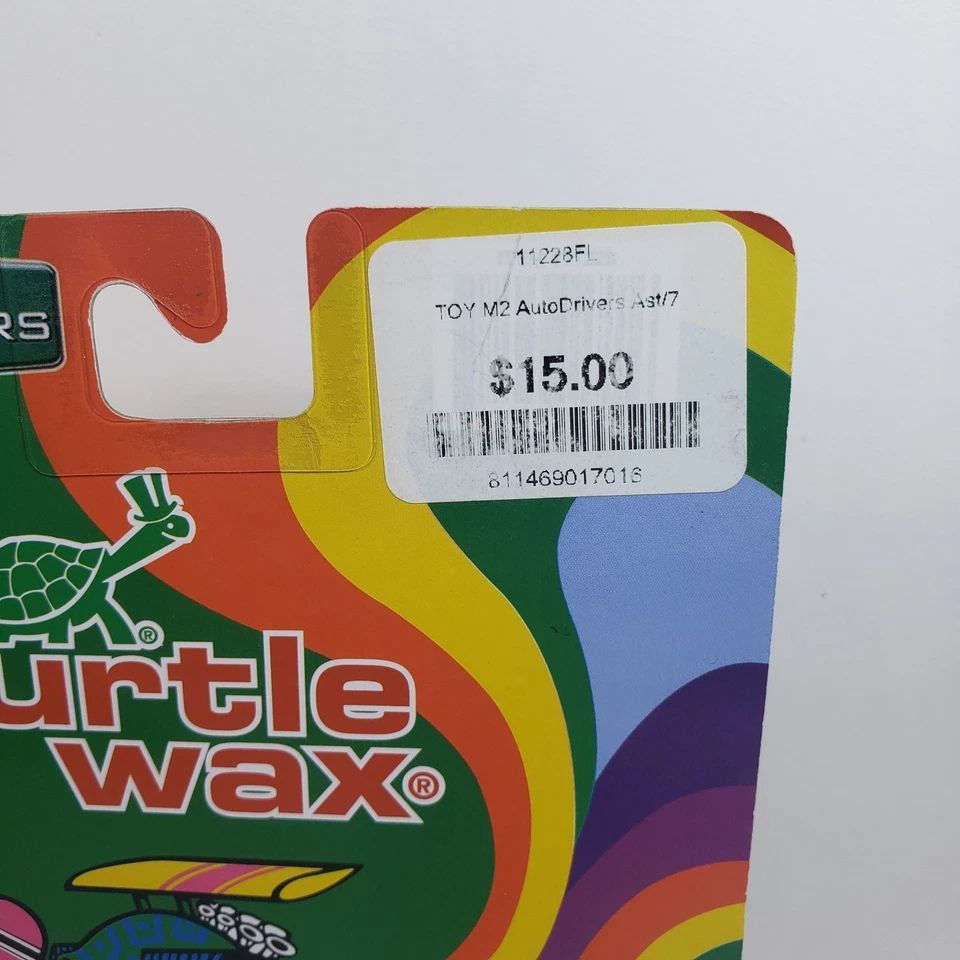 11228FL
TOY M2 AutoDrivers Ast/7
$15.00
811469017016
RS
urtle
wax®